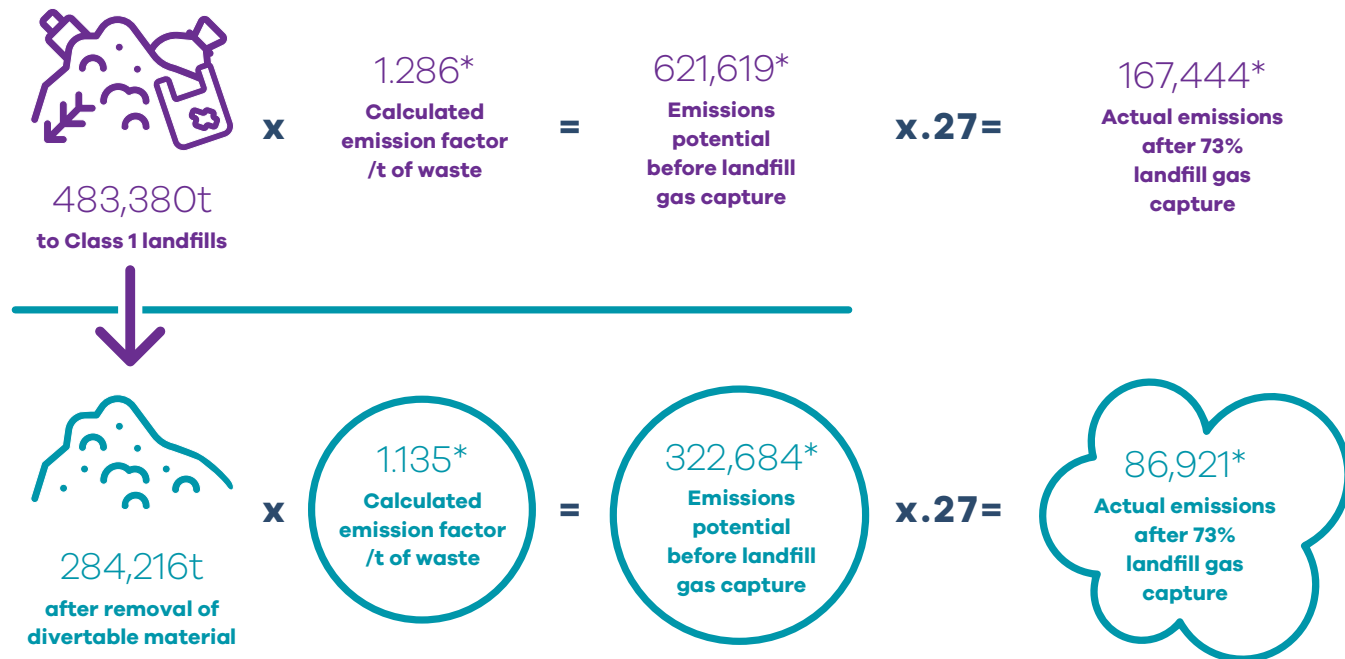 483,380t
to Class 1 landfills
x
1.286*
Calculated
emission factor
/t of waste
=
621,619*
Emissions
potential
before landfill
gas capture
x.27=
167,444*
Actual emissions
after 73%
landfill gas
capture
284,216t
after removal of
divertable material
x
1.135*
Calculated
emission factor
/t of waste
=
322,684*
Emissions
potential
before landfill
gas capture
x.27=
86,921*
Actual emissions
after 73%
landfill gas
capture